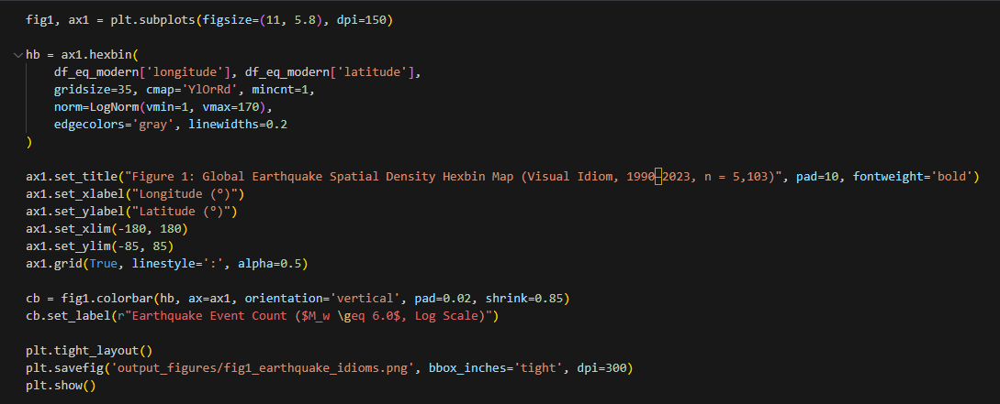 fig1, ax1 = plt.subplots(figsize=(11, 5.8), dpi=150)
hb = ax1.hexbin(
    df_eq_modern['longitude'], df_eq_modern['latitude'],
    gridsize=35, cmap='YlOrRd', mincnt=1,
    norm=LogNorm(vmin=1, vmax=170),
    edgecolors='gray', linewidths=0.2
)
ax1.set_title("Figure 1: Global Earthquake Spatial Density Hexbin Map (Visual Idiom, 1990–2023, n = 5,103)", pad=10, fontweight='bold')
ax1.set_xlabel("Longitude (°)")
ax1.set_ylabel("Latitude (°)")
ax1.set_xlim(-180, 180)
ax1.set_ylim(-85, 85)
ax1.grid(True, linestyle=':', alpha=0.5)
cb = fig1.colorbar(hb, ax=ax1, orientation='vertical', pad=0.02, shrink=0.85)
cb.set_label(r"Earthquake Event Count ($M_w \geq 6.0$, Log Scale)")
plt.tight_layout()
plt.savefig('output_figures/fig1_earthquake_idioms.png', bbox_inches='tight', dpi=300)
plt.show()